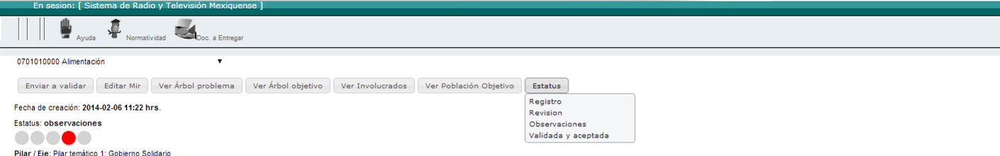 En sesion: [ Sistema de Radio y Televisión Mexiquense ]
Ayuda Normatividad Doc. a Entregar
0701010000 Alimentación
Enviar a validar Editar Mir Ver Árbol problema Ver Árbol objetivo Ver Involucrados Ver Población Objetivo Estatus
Registro
Revision
Observaciones
Validada y aceptada
Fecha de creación: 2014-02-06 11:22 hrs.
Estatus: observaciones
Pilar / Eje: Pilar temático 1: Gobierno Solidario